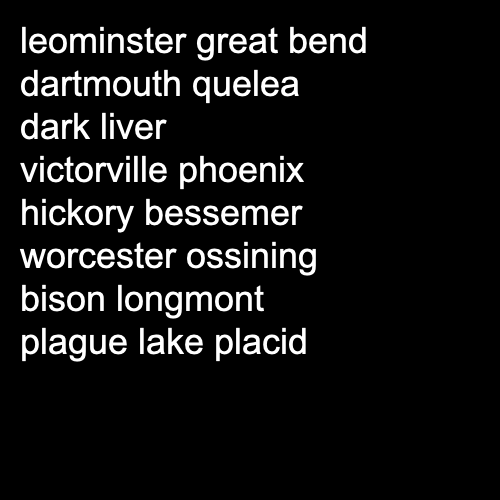 leominster great bend
dartmouth quelea
dark liver
victorville phoenix
hickory bessemer
worcester ossining
bison longmont
plague lake placid